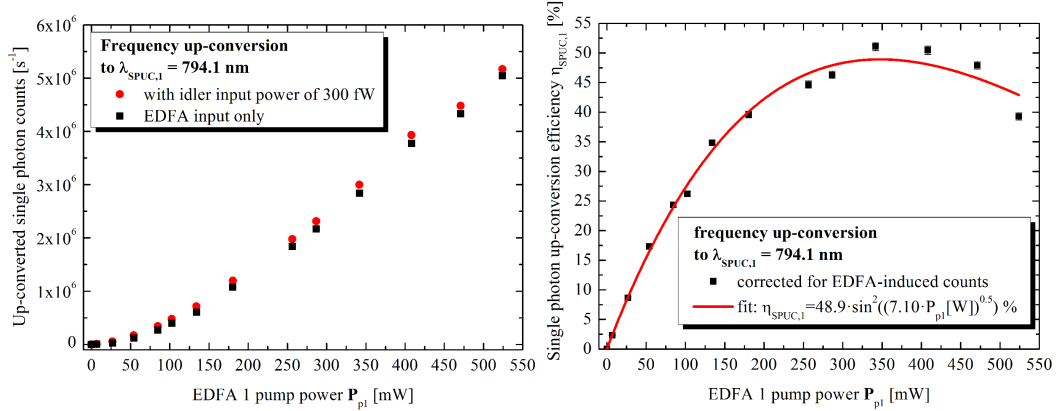 Up-converted single photon counts [s⁻¹]
6x10⁶
5x10⁶
4x10⁶
3x10⁶
2x10⁶
1x10⁶
0
Frequency up-conversion
to λSPUC,1 = 794.1 nm
with idler input power of 300 fW
EDFA input only
0 50 100 150 200 250 300 350 400 450 500 550
EDFA 1 pump power Pp1 [mW]
Single photon up-conversion efficiency ηSPUC,1 [%]
55
50
45
40
35
30
25
20
15
10
5
0
frequency up-conversion
to λSPUC,1 = 794.1 nm
corrected for EDFA-induced counts
fit: ηSPUC,1=48.9·sin²((7.10·Pp1[W])⁰·⁵) %
0 50 100 150 200 250 300 350 400 450 500 550
EDFA 1 pump power Pp1 [mW]